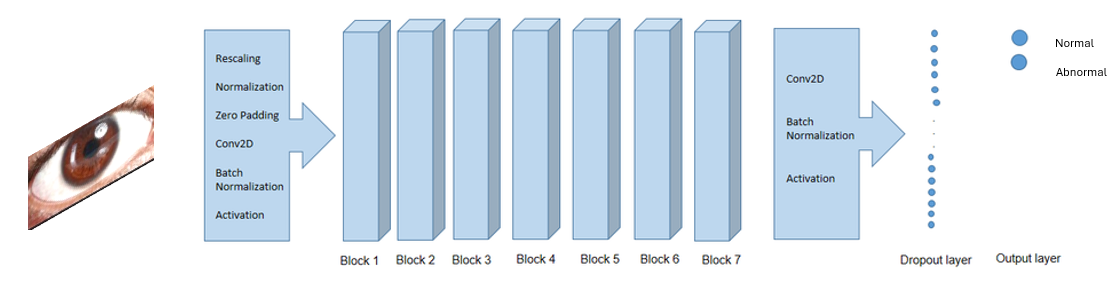 Rescaling
Normalization
Zero Padding
Conv2D
Batch
Normalization
Activation
Block 1
Block 2
Block 3
Block 4
Block 5
Block 6
Block 7
Conv2D
Batch
Normalization
Activation
Dropout layer
Normal
Abnormal
Output layer